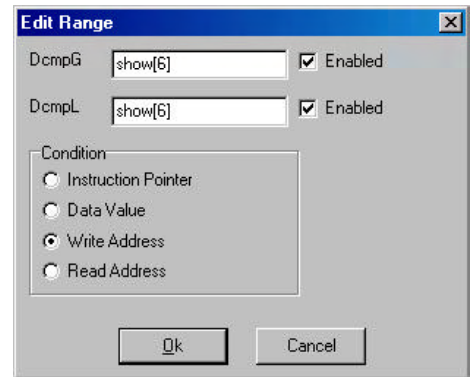 Edit Range
DcmpG show[6] Enabled
DcmpL show[6] Enabled
Condition
Instruction Pointer
Data Value
Write Address
Read Address
Ok Cancel